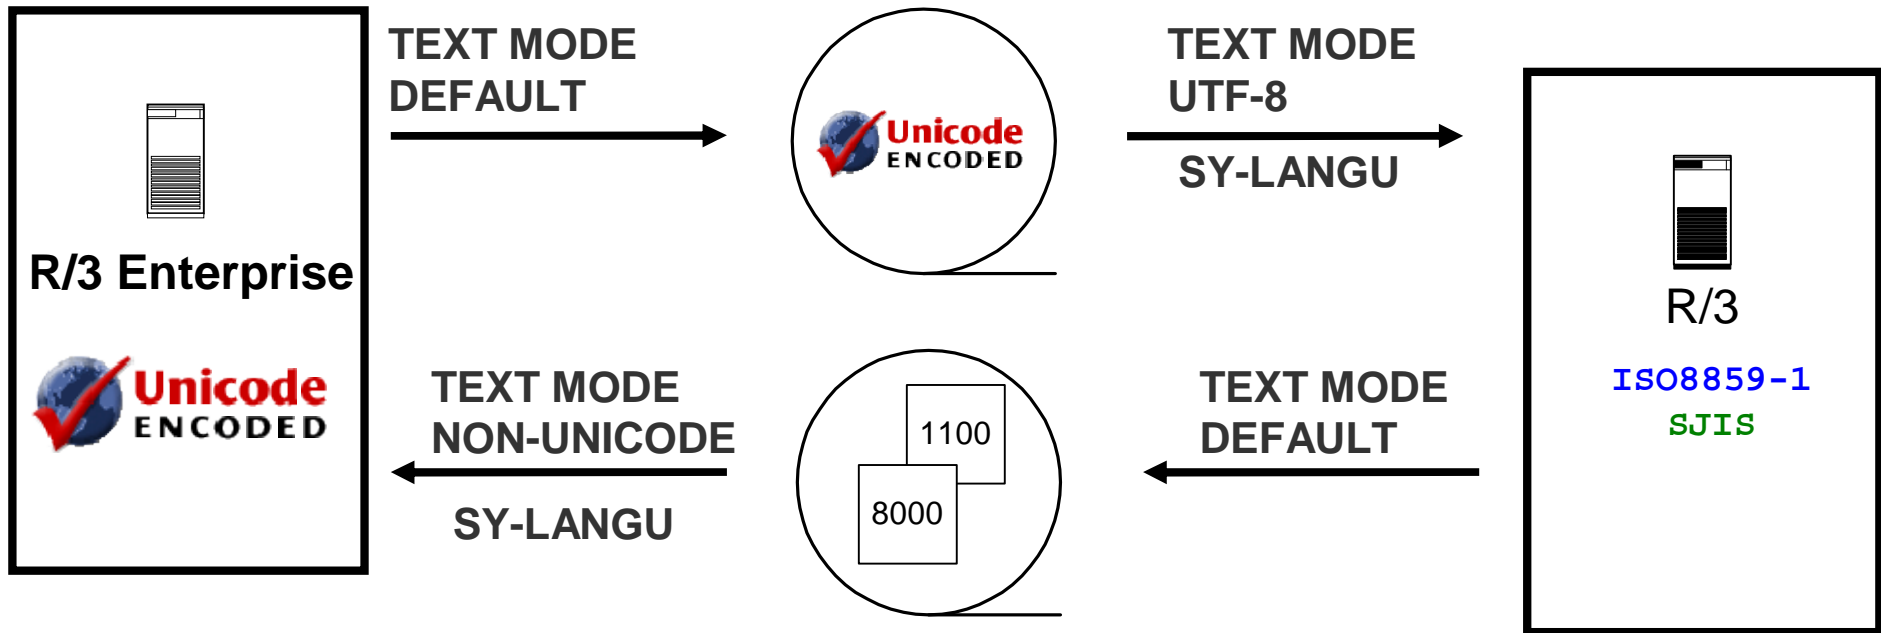 TEXT MODE
DEFAULT
Unicode
ENCODED
TEXT MODE
UTF-8
SY-LANGU
R/3 Enterprise
Unicode
ENCODED
R/3
ISO8859-1
SJIS
TEXT MODE
NON-UNICODE
SY-LANGU
1100
8000
TEXT MODE
DEFAULT